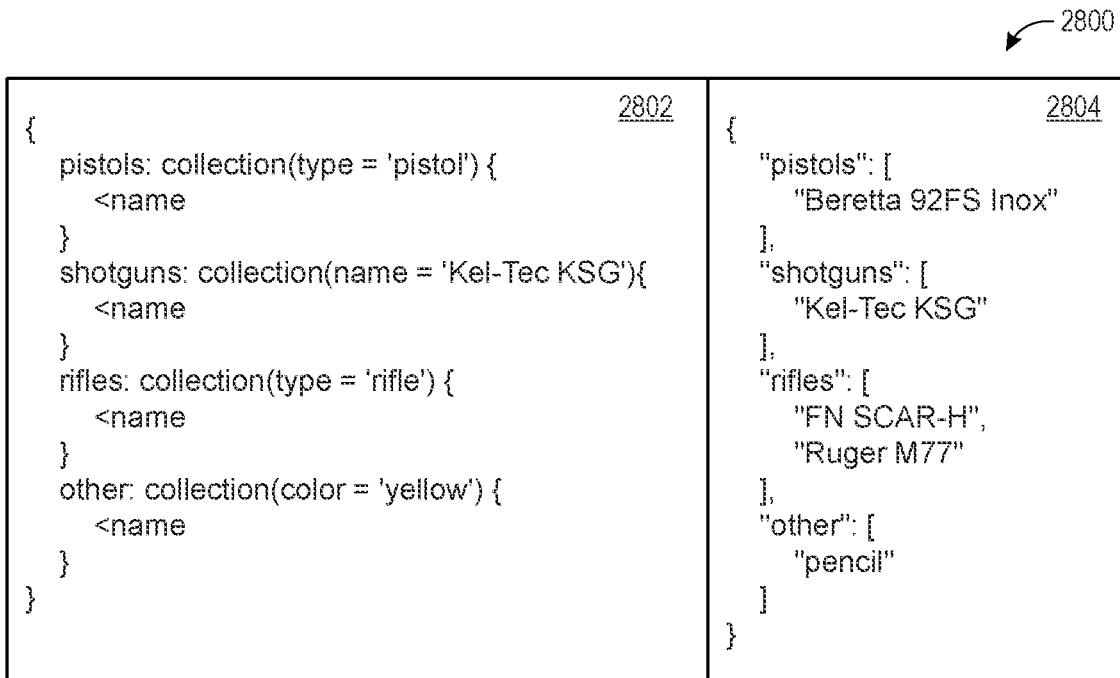 2800
2802
{
pistols: collection(type = 'pistol') {
<name
}
shotguns: collection(name = 'Kel-Tec KSG'){
<name
}
rifles: collection(type = 'rifle') {
<name
}
other: collection(color = 'yellow') {
<name
}
}
2804
{
"pistols": [
"Beretta 92FS Inox"
],
"shotguns": [
"Kel-Tec KSG"
],
"rifles": [
"FN SCAR-H",
"Ruger M77"
],
"other": [
"pencil"
]
}